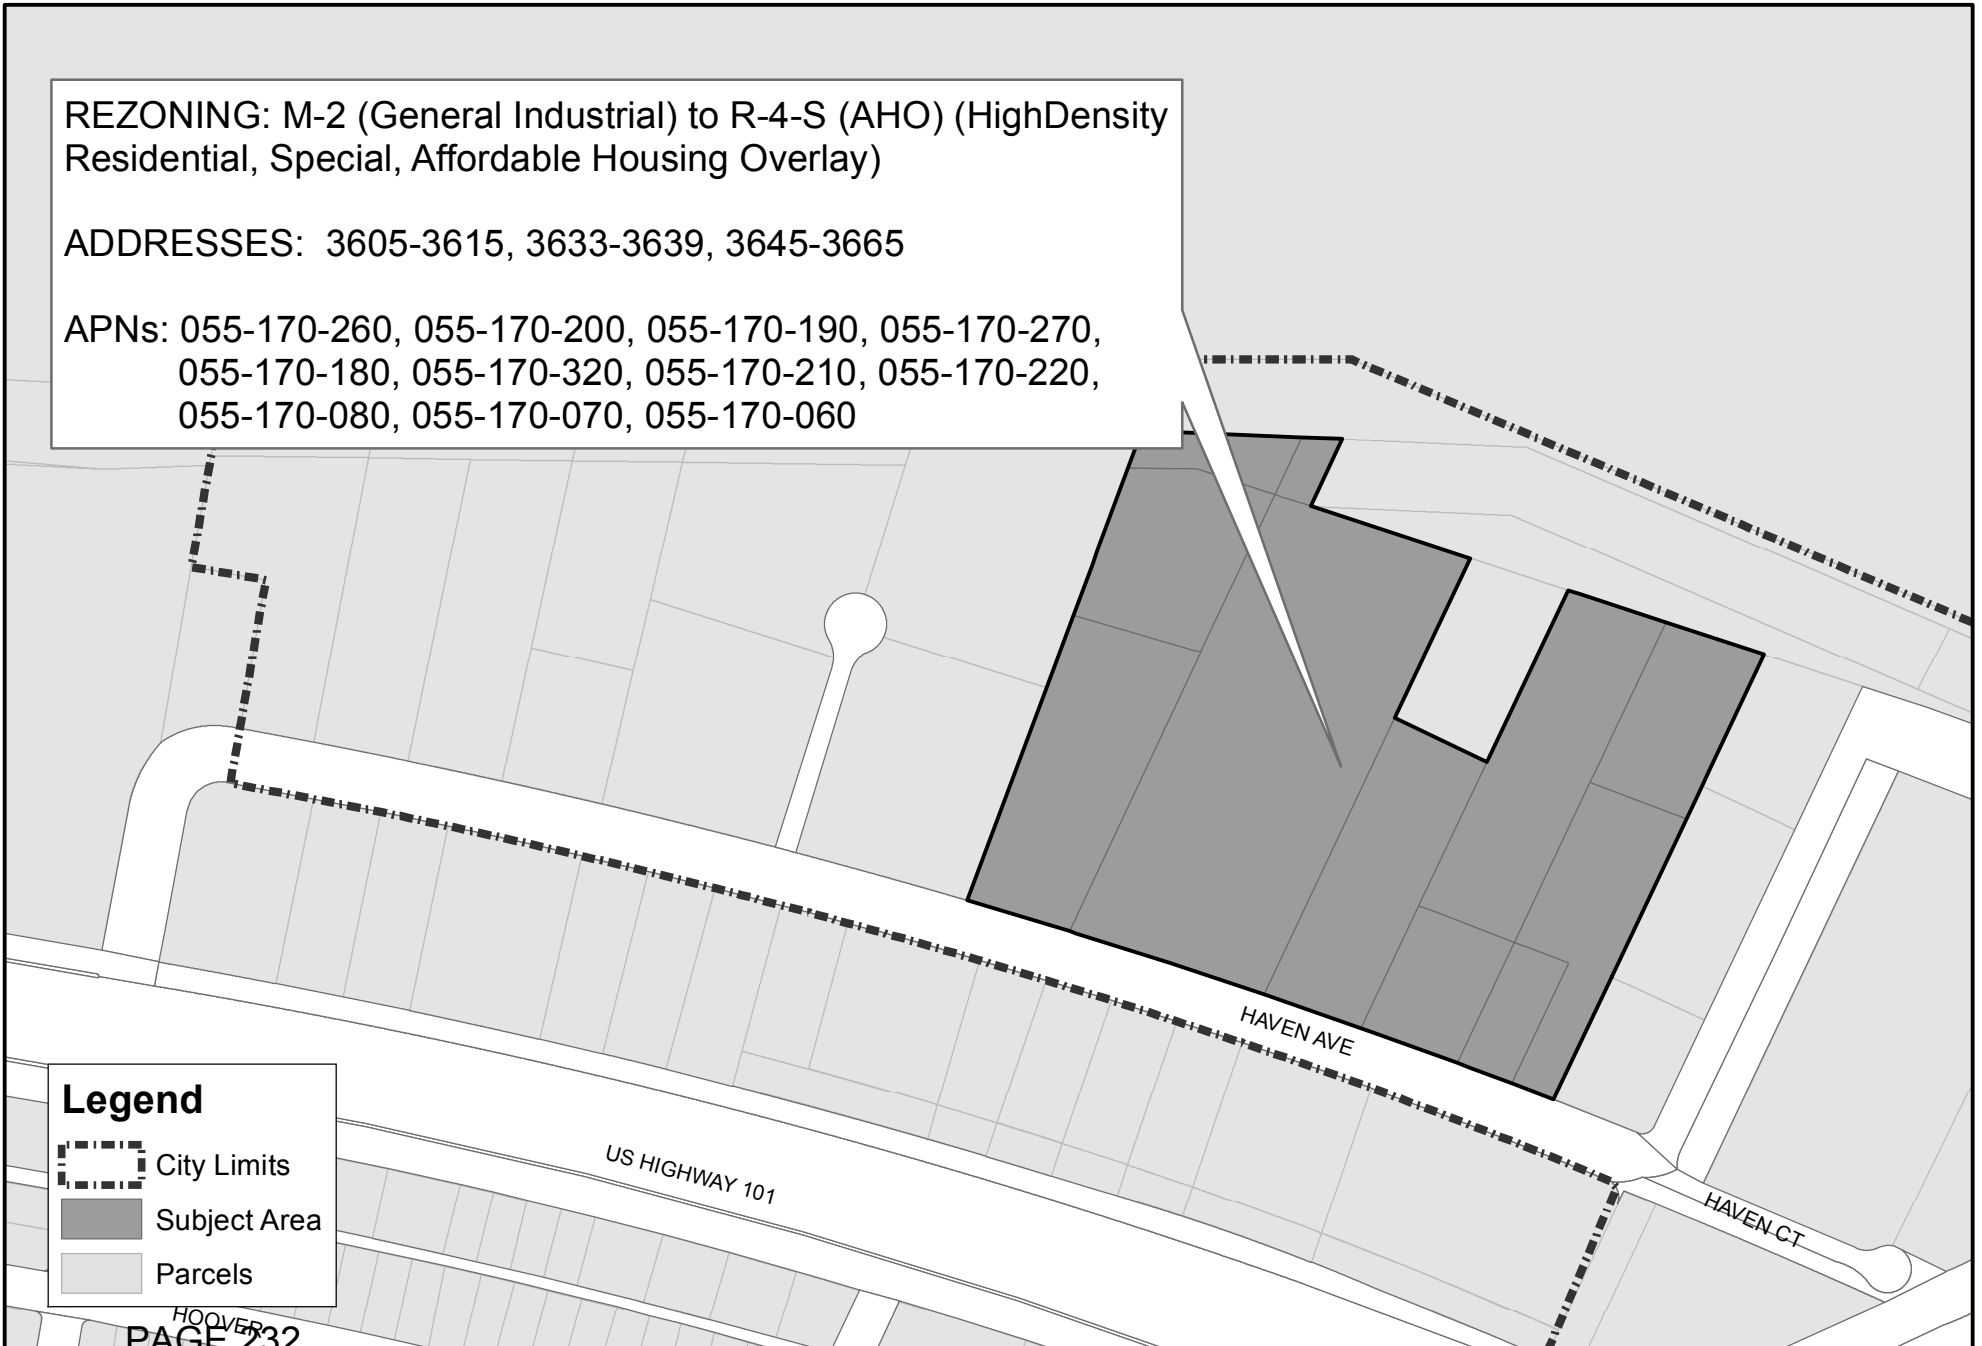 REZONING: M-2 (General Industrial) to R-4-S (AHO) (HighDensity
Residential, Special, Affordable Housing Overlay)
ADDRESSES: 3605-3615, 3633-3639, 3645-3665
APNs: 055-170-260, 055-170-200, 055-170-190, 055-170-270,
055-170-180, 055-170-320, 055-170-210, 055-170-220,
055-170-080, 055-170-070, 055-170-060
HAVEN AVE
US HIGHWAY 101
HAVEN CT
Legend
City Limits
Subject Area
Parcels
HOOVER
PAGE 232